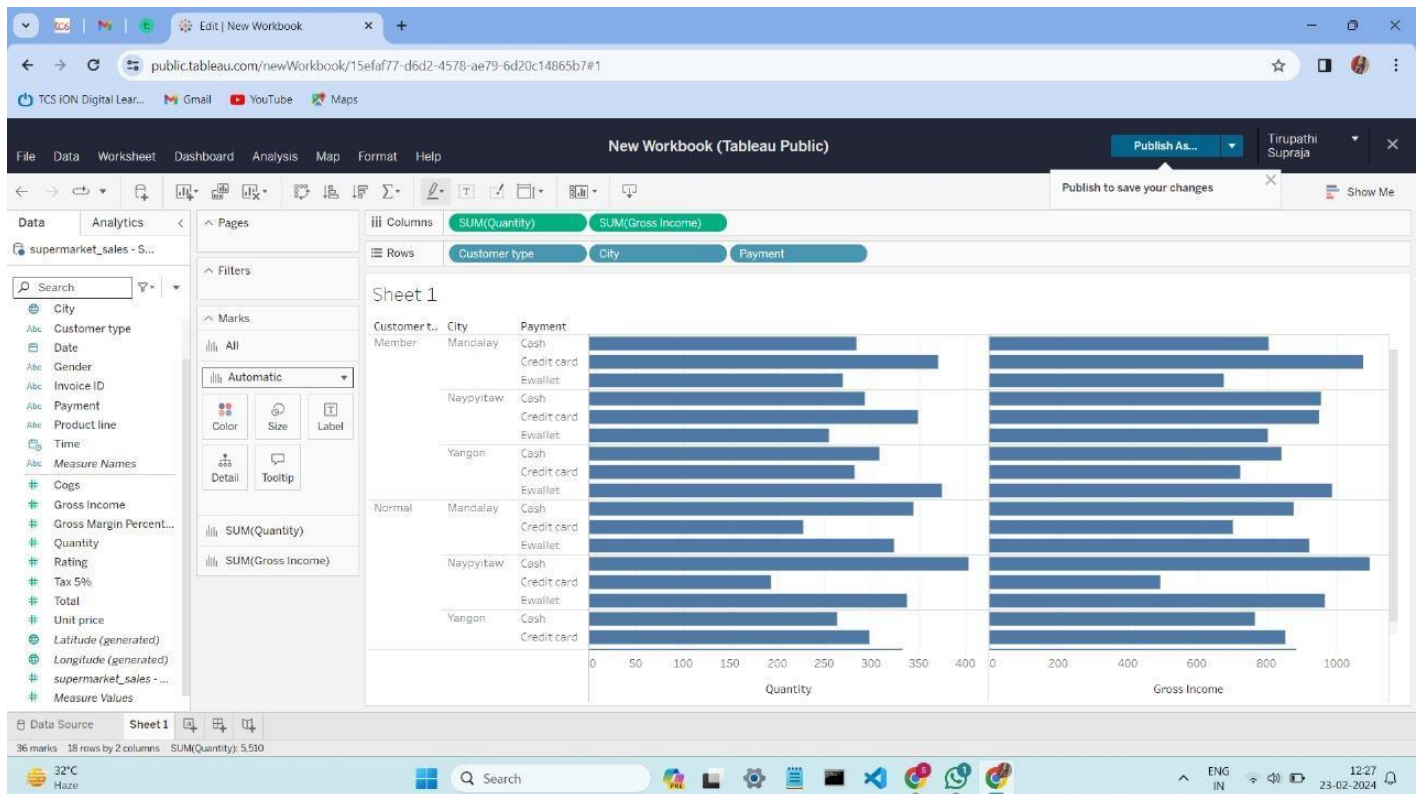 Edit | New Workbook
public.tableau.com/newWorkbook/15efaf77-d6d2-4578-ae79-6d20c14865b7#1
TCS iON Digital Lear... Gmail YouTube Maps
New Workbook (Tableau Public)
Publish As...
Tirupathi Supraja
File Data Worksheet Dashboard Analysis Map Format Help
Publish to save your changes
Show Me
Data Analytics
supermarket_sales - S...
Search
City
Abc Customer type
Date
Abc Gender
Abc Invoice ID
Abc Payment
Abc Product line
Time
Abc Measure Names
# Cogs
# Gross Income
# Gross Margin Percent...
# Quantity
# Rating
# Tax 5%
# Total
# Unit price
Latitude (generated)
Longitude (generated)
# supermarket_sales - ...
# Measure Values
Pages
Filters
Marks
All
Automatic
Color Size Label
Detail Tooltip
SUM(Quantity)
SUM(Gross Income)
Columns SUM(Quantity) SUM(Gross Income)
Rows Customer type City Payment
Sheet 1
Customer t.. City Payment
Member Mandalay Cash
Credit card
Ewallet
Naypyitaw Cash
Credit card
Ewallet
Yangon Cash
Credit card
Ewallet
Normal Mandalay Cash
Credit card
Ewallet
Naypyitaw Cash
Credit card
Ewallet
Yangon Cash
Credit card
0 50 100 150 200 250 300 350 400 0 200 400 600 800 1000
Quantity Gross Income
Data Source Sheet 1
36 marks 18 rows by 2 columns SUM(Quantity): 5,510
32°C
Haze
Search
ENG
IN
12:27
23-02-2024